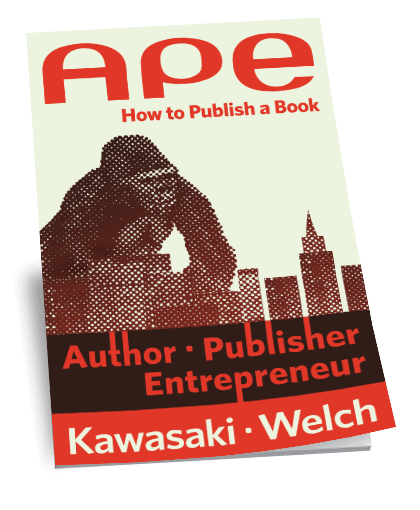 APE
How to Publish a Book
Author · Publisher
Entrepreneur
Kawasaki · Welch